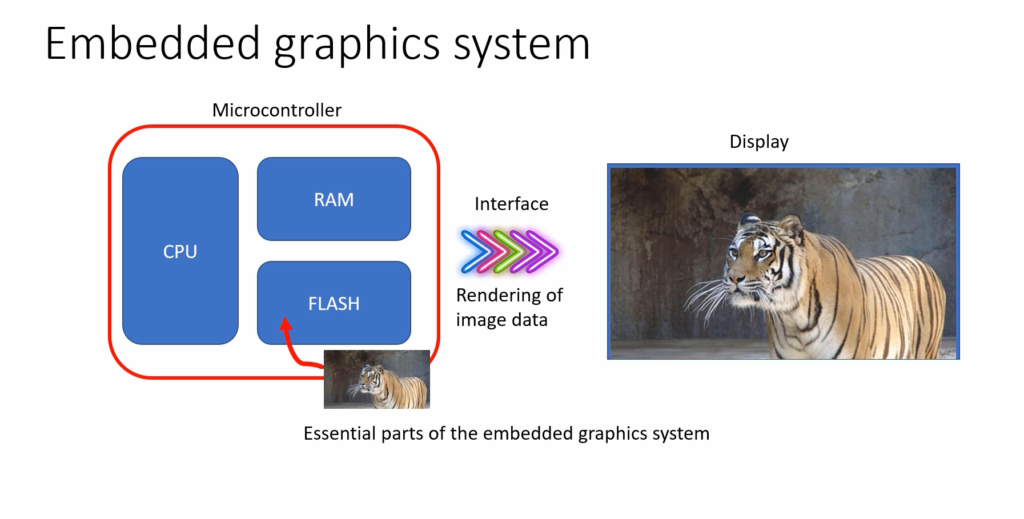 Embedded graphics system
Microcontroller
Display
CPU
RAM
FLASH
Interface
Rendering of
image data
Essential parts of the embedded graphics system